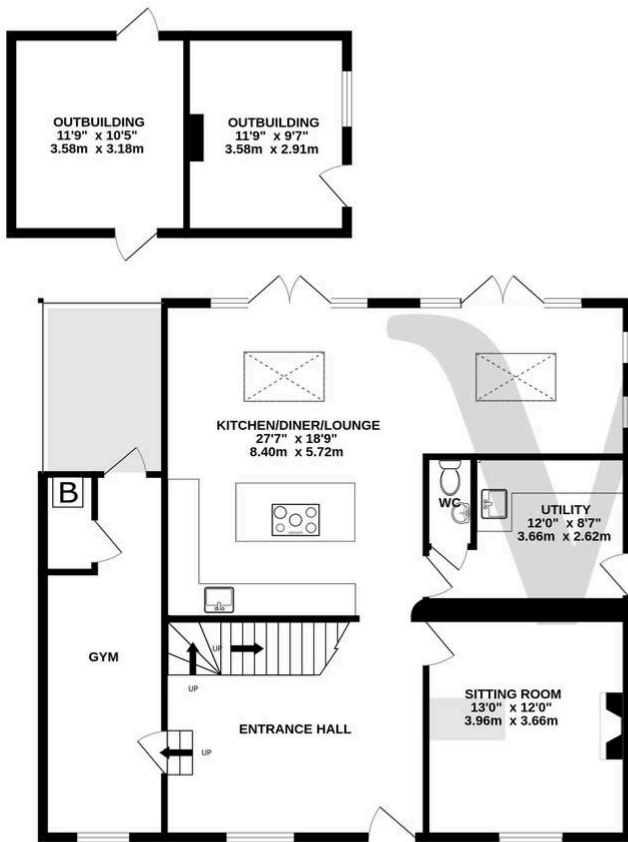 OUTBUILDING
11'9" x 10'5"
3.58m x 3.18m
OUTBUILDING
11'9" x 9'7"
3.58m x 2.91m
KITCHEN/DINER/LOUNGE
27'7" x 18'9"
8.40m x 5.72m
B
WC
UTILITY
12'0" x 8'7"
3.66m x 2.62m
GYM
UP
UP
UP
ENTRANCE HALL
SITTING ROOM
13'0" x 12'0"
3.96m x 3.66m